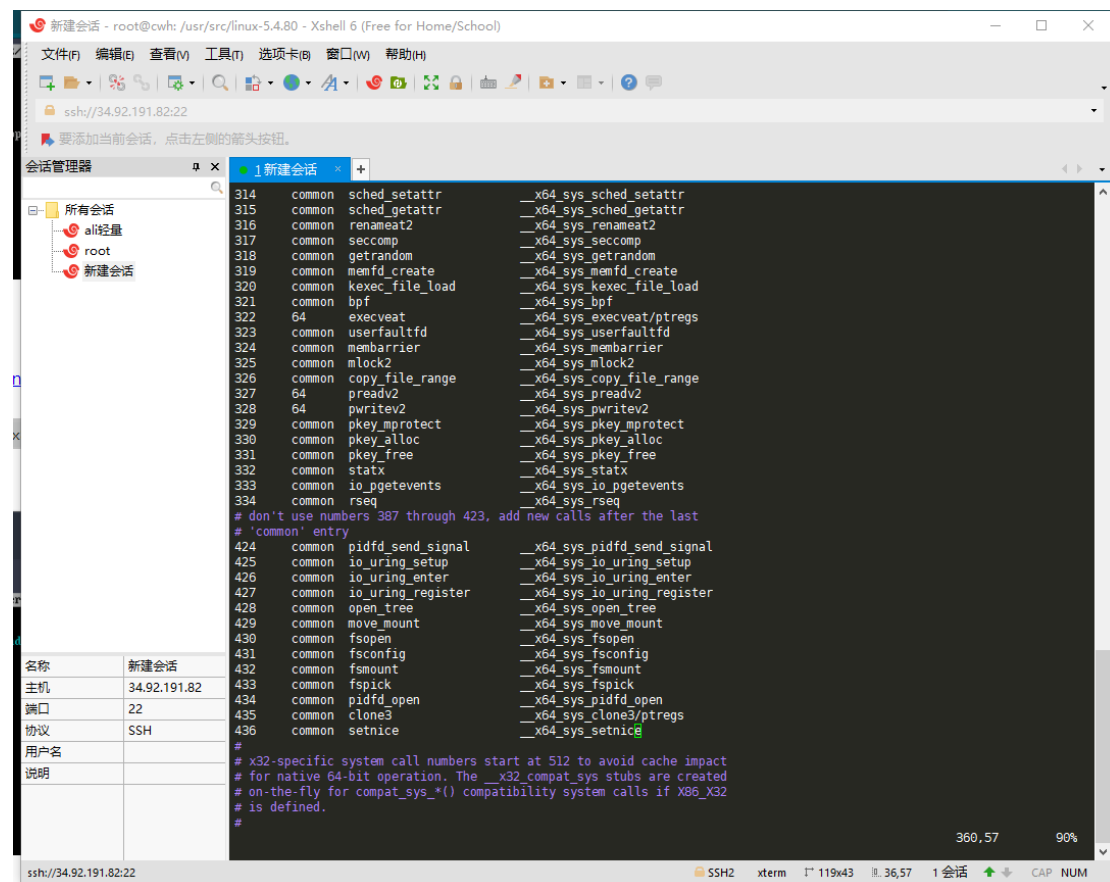 新建会话 - root@cwh: /usr/src/linux-5.4.80 - Xshell 6 (Free for Home/School)
文件(F) 编辑(E) 查看(V) 工具(T) 选项卡(B) 窗口(W) 帮助(H)
ssh://34.92.191.82:22
要添加当前会话，点击左侧的箭头按钮。
会话管理器
1 新建会话
所有会话
ali轻量
root
新建会话
314 common sched_setattr __x64_sys_sched_setattr
315 common sched_getattr __x64_sys_sched_getattr
316 common renameat2 __x64_sys_renameat2
317 common seccomp __x64_sys_seccomp
318 common getrandom __x64_sys_getrandom
319 common memfd_create __x64_sys_memfd_create
320 common kexec_file_load __x64_sys_kexec_file_load
321 common bpf __x64_sys_bpf
322 64 execveat __x64_sys_execveat/ptregs
323 common userfaultfd __x64_sys_userfaultfd
324 common membarrier __x64_sys_membarrier
325 common mlock2 __x64_sys_mlock2
326 common copy_file_range __x64_sys_copy_file_range
327 64 preadv2 __x64_sys_preadv2
328 64 pwritev2 __x64_sys_pwritev2
329 common pkey_mprotect __x64_sys_pkey_mprotect
330 common pkey_alloc __x64_sys_pkey_alloc
331 common pkey_free __x64_sys_pkey_free
332 common statx __x64_sys_statx
333 common io_pgetevents __x64_sys_io_pgetevents
334 common rseq __x64_sys_rseq
# don't use numbers 387 through 423, add new calls after the last
# 'common' entry
424 common pidfd_send_signal __x64_sys_pidfd_send_signal
425 common io_uring_setup __x64_sys_io_uring_setup
426 common io_uring_enter __x64_sys_io_uring_enter
427 common io_uring_register __x64_sys_io_uring_register
428 common open_tree __x64_sys_open_tree
429 common move_mount __x64_sys_move_mount
430 common fsopen __x64_sys_fsopen
431 common fsconfig __x64_sys_fsconfig
432 common fsmount __x64_sys_fsmount
433 common fspick __x64_sys_fspick
434 common pidfd_open __x64_sys_pidfd_open
435 common clone3 __x64_sys_clone3/ptregs
436 common setnice __x64_sys_setnice
#
# x32-specific system call numbers start at 512 to avoid cache impact
# for native 64-bit operation. The __x32_compat_sys stubs are created
# on-the-fly for compat_sys_*() compatibility system calls if X86_X32
# is defined.
#
360,57 90%
名称 新建会话
主机 34.92.191.82
端口 22
协议 SSH
用户名
说明
ssh://34.92.191.82:22 SSH2 xterm 119x43 36,57 1 会话 CAP NUM